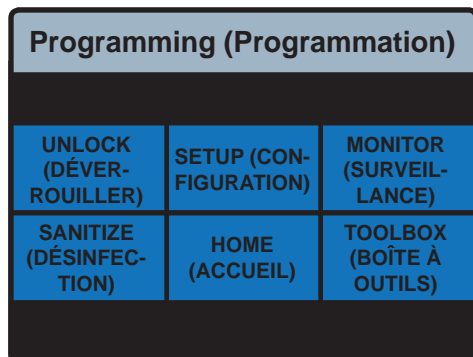 Programming (Programmation)
UNLOCK
(DÉVER-
ROUILLER)
SETUP (CON-
FIGURATION)
MONITOR
(SURVEIL-
LANCE)
SANITIZE
(DÉSINFEC-
TION)
HOME
(ACCUEIL)
TOOLBOX
(BOÎTE À
OUTILS)